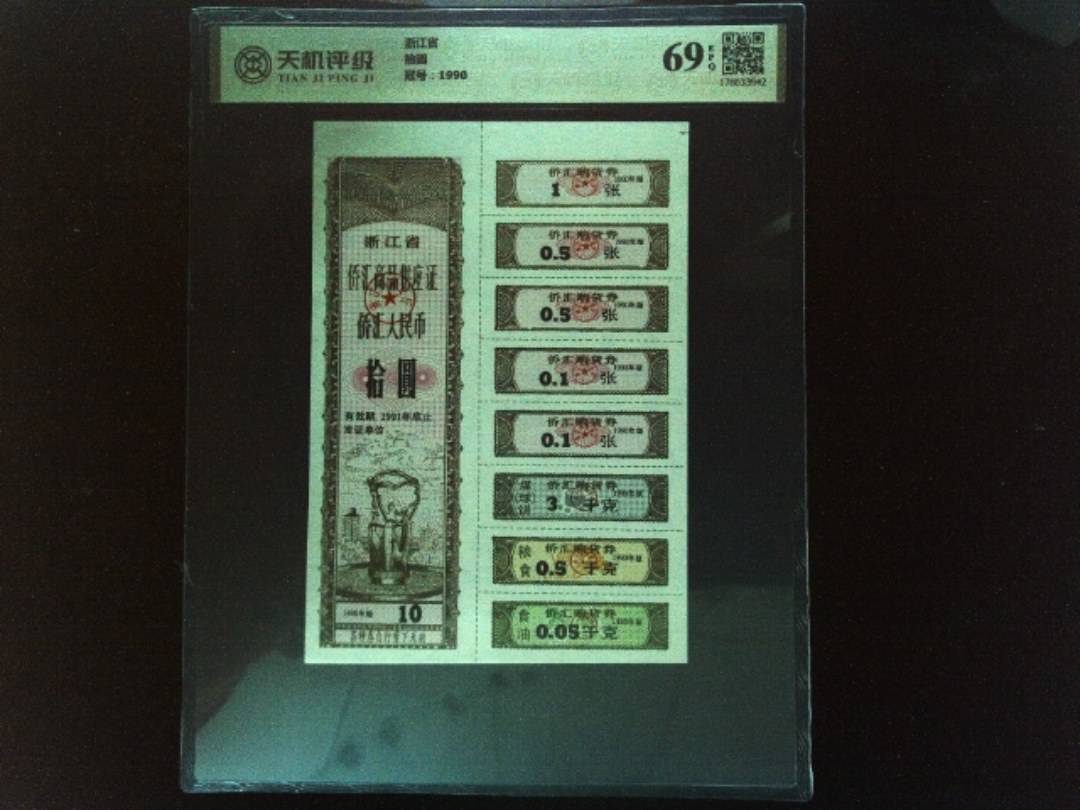 天机评级
TIAN JI PING JI
浙江省
拾圆
冠号：1990
69
EPQ
浙江省
侨汇商品供应证
侨汇人民币
拾圓
有效期 1991年底止
发证单位
10
侨汇购货券
1 张
侨汇购货券
0.5 张
侨汇购货券
0.5 张
侨汇购货券
0.1 张
侨汇购货券
0.1 张
煤球饼 侨汇购货券
3. 千克
粮食 侨汇购货券
0.5 千克
食油 侨汇购货券
0.05千克